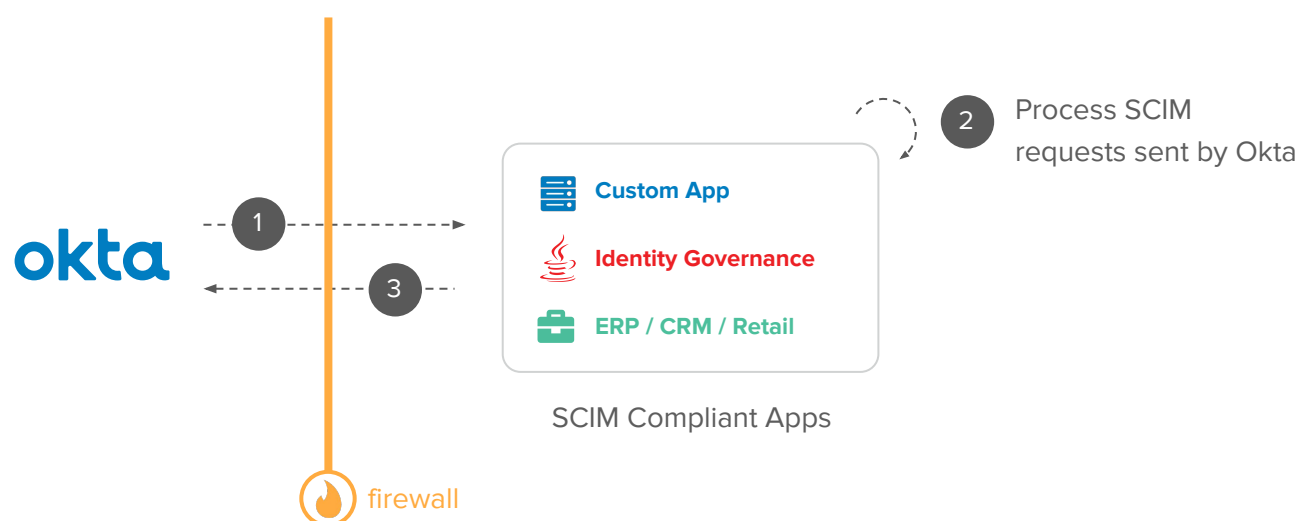 2
Process SCIM
requests sent by Okta
Custom App
1
okta
Identity Governance
3
ERP / CRM / Retail
SCIM Compliant Apps
firewall